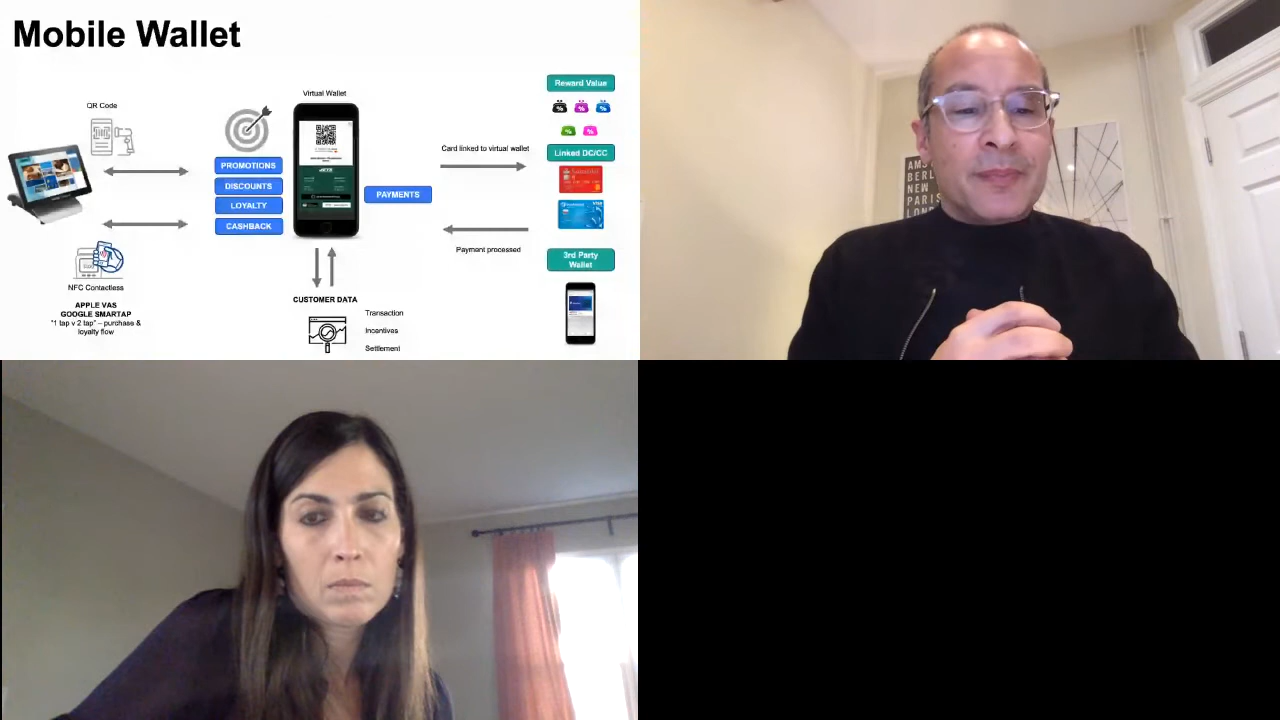 Mobile Wallet
QR Code
Virtual Wallet
PROMOTIONS
DISCOUNTS
LOYALTY
CASHBACK
PAYMENTS
NFC Contactless
APPLE VAS
GOOGLE SMARTAP
"1 tap v 2 tap" – purchase &
loyalty flow
CUSTOMER DATA
Transaction
Incentives
Settlement
Card linked to virtual wallet
Payment processed
Reward Value
Linked DC/CC
VISA
3rd Party
Wallet
AMS
BERL
NEW
PARIS
LOND